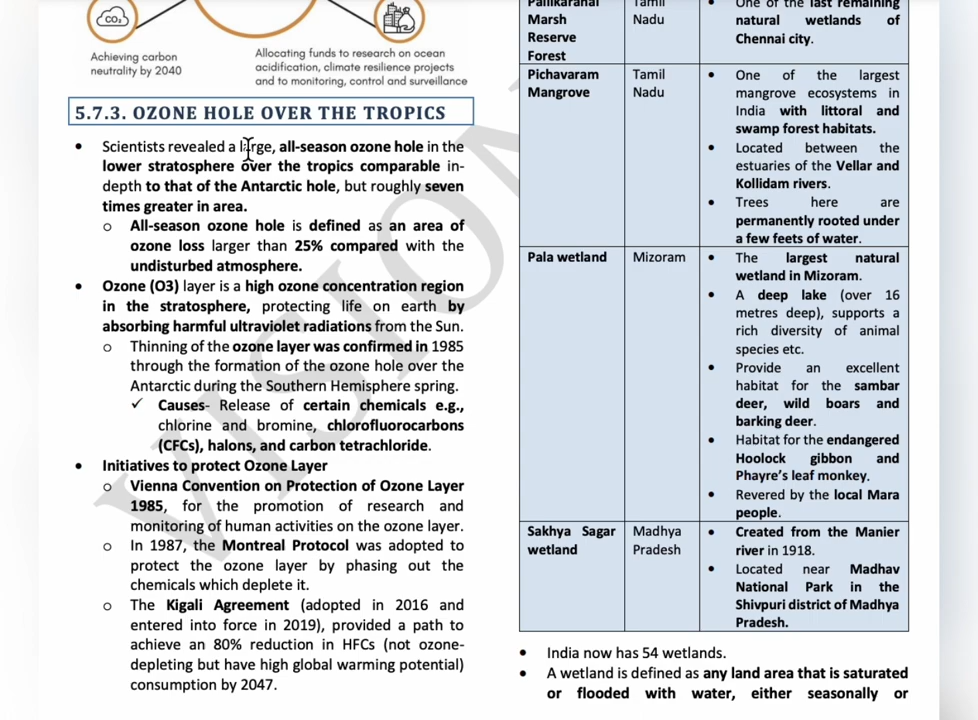 CO₂
Achieving carbon
neutrality by 2040
Allocating funds to research on ocean
acidification, climate resilience projects
and to monitoring, control and surveillance
5.7.3. OZONE HOLE OVER THE TROPICS
• Scientists revealed a large, all-season ozone hole in the
lower stratosphere over the tropics comparable in-
depth to that of the Antarctic hole, but roughly seven
times greater in area.
o All-season ozone hole is defined as an area of
ozone loss larger than 25% compared with the
undisturbed atmosphere.
• Ozone (O3) layer is a high ozone concentration region
in the stratosphere, protecting life on earth by
absorbing harmful ultraviolet radiations from the Sun.
o Thinning of the ozone layer was confirmed in 1985
through the formation of the ozone hole over the
Antarctic during the Southern Hemisphere spring.
✓ Causes- Release of certain chemicals e.g.,
chlorine and bromine, chlorofluorocarbons
(CFCs), halons, and carbon tetrachloride.
• Initiatives to protect Ozone Layer
o Vienna Convention on Protection of Ozone Layer
1985, for the promotion of research and
monitoring of human activities on the ozone layer.
o In 1987, the Montreal Protocol was adopted to
protect the ozone layer by phasing out the
chemicals which deplete it.
o The Kigali Agreement (adopted in 2016 and
entered into force in 2019), provided a path to
achieve an 80% reduction in HFCs (not ozone-
depleting but have high global warming potential)
consumption by 2047.
Pallikaranai
Marsh
Reserve
Forest
Tamil
Nadu
• One of the last remaining
natural wetlands of
Chennai city.
Pichavaram
Mangrove
Tamil
Nadu
• One of the largest
mangrove ecosystems in
India with littoral and
swamp forest habitats.
• Located between the
estuaries of the Vellar and
Kollidam rivers.
• Trees here are
permanently rooted under
a few feets of water.
Pala wetland
Mizoram
• The largest natural
wetland in Mizoram.
• A deep lake (over 16
metres deep), supports a
rich diversity of animal
species etc.
• Provide an excellent
habitat for the sambar
deer, wild boars and
barking deer.
• Habitat for the endangered
Hoolock gibbon and
Phayre's leaf monkey.
• Revered by the local Mara
people.
Sakhya Sagar
wetland
Madhya
Pradesh
• Created from the Manier
river in 1918.
• Located near Madhav
National Park in the
Shivpuri district of Madhya
Pradesh.
• India now has 54 wetlands.
• A wetland is defined as any land area that is saturated
or flooded with water, either seasonally or
VISION